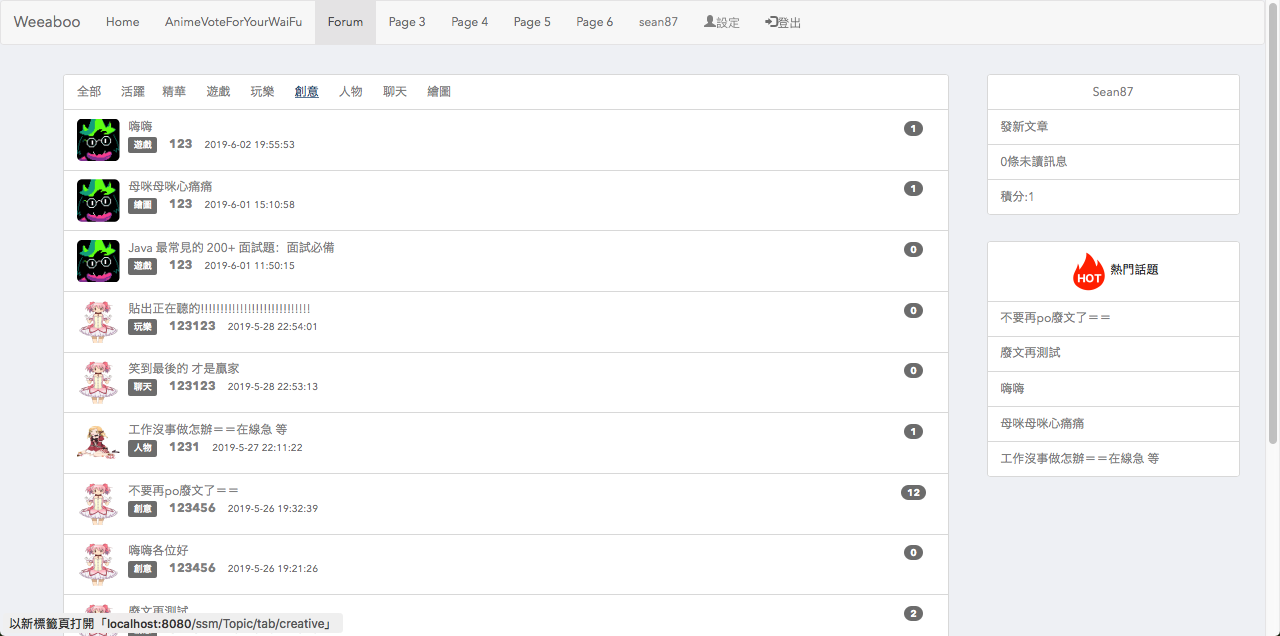 Weeaboo Home AnimeVoteForYourWaiFu Forum Page 3 Page 4 Page 5 Page 6 sean87 設定 登出
全部 活躍 精華 遊戲 玩樂 創意 人物 聊天 繪圖
嗨嗨 1
遊戲 123 2019-6-02 19:55:53
母咪母咪心痛痛 1
繪圖 123 2019-6-01 15:10:58
Java 最常見的 200+ 面試題：面試必備 0
遊戲 123 2019-6-01 11:50:15
貼出正在聽的!!!!!!!!!!!!!!!!!!!!!!!!!!!! 0
玩樂 123123 2019-5-28 22:54:01
笑到最後的 才是贏家 0
聊天 123123 2019-5-28 22:53:13
工作沒事做怎辦＝＝在線急 等 1
人物 1231 2019-5-27 22:11:22
不要再po廢文了＝＝ 12
創意 123456 2019-5-26 19:32:39
嗨嗨各位好 0
創意 123456 2019-5-26 19:21:26
廢文再測試 2
Sean87
發新文章
0條未讀訊息
積分:1
HOT 熱門話題
不要再po廢文了＝＝
廢文再測試
嗨嗨
母咪母咪心痛痛
工作沒事做怎辦＝＝在線急 等
以新標籤頁打開「localhost:8080/ssm/Topic/tab/creative」